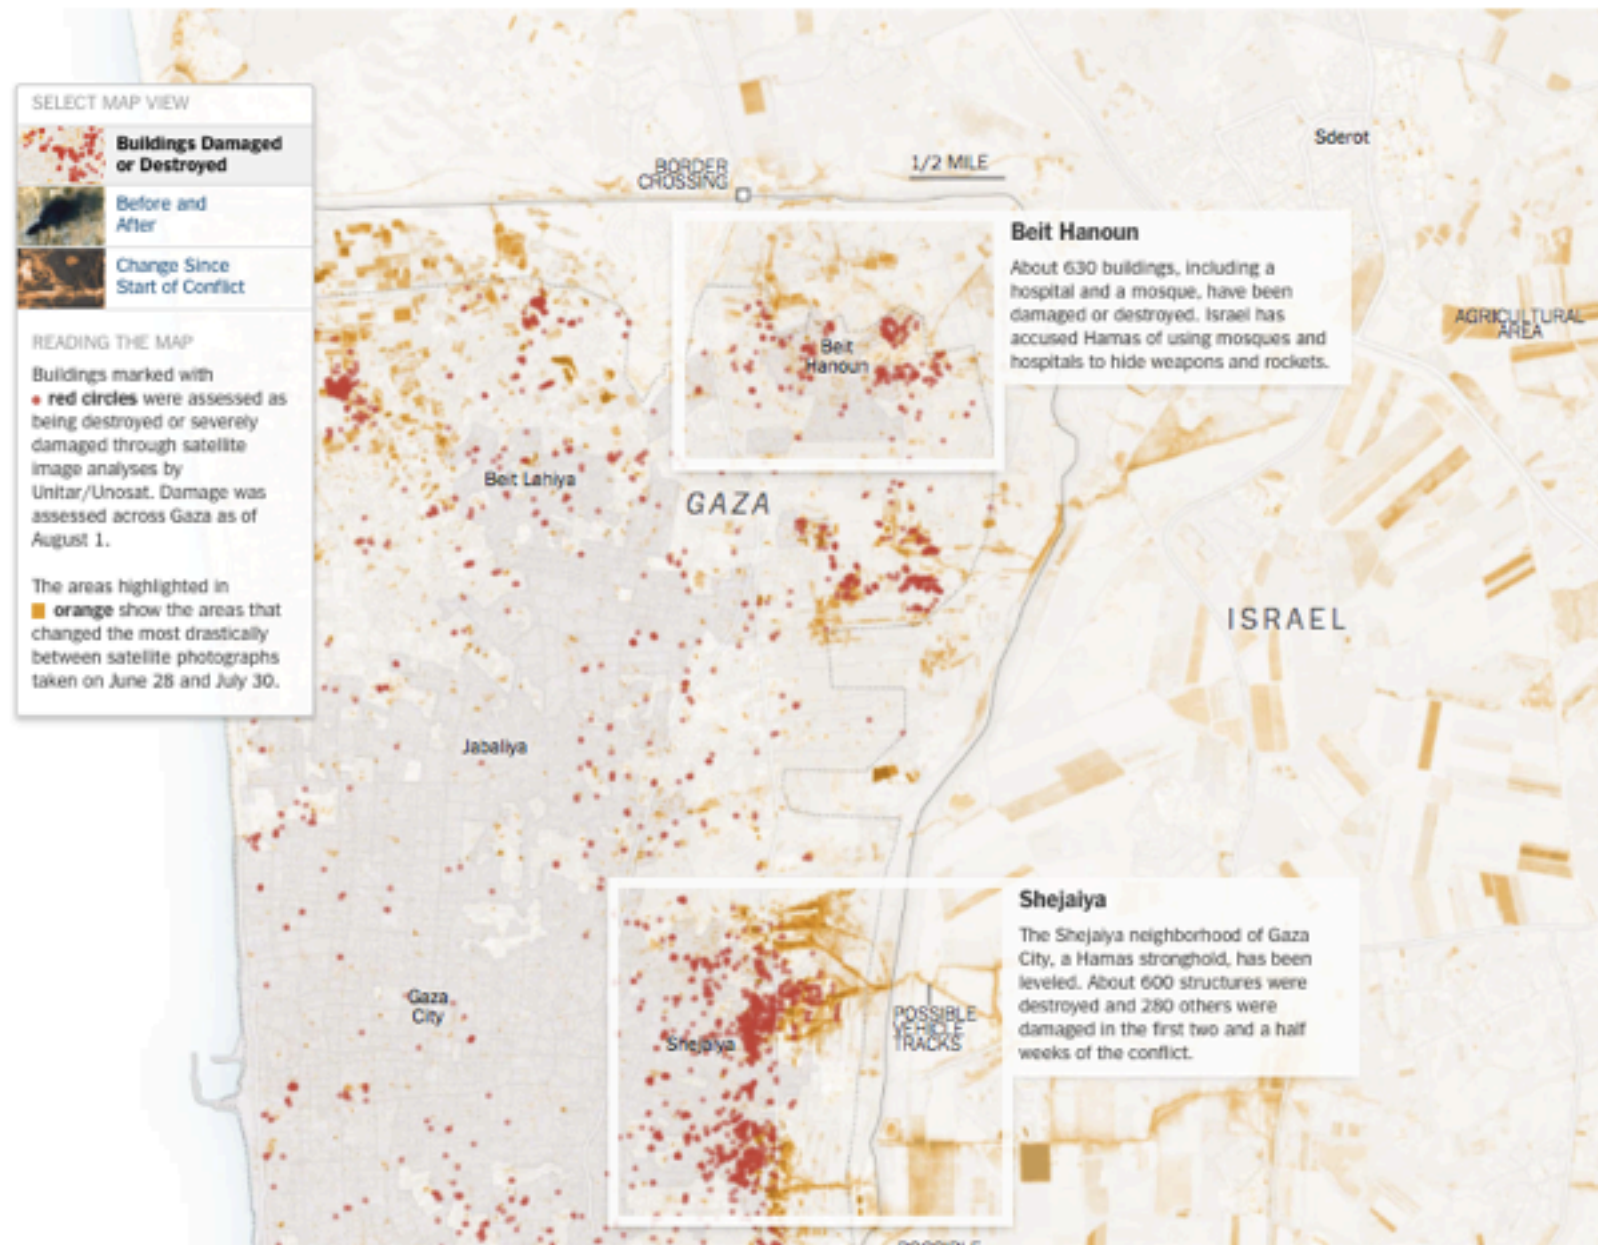 SELECT MAP VIEW
Buildings Damaged
or Destroyed
Before and
After
Change Since
Start of Conflict
READING THE MAP
Buildings marked with
red circles were assessed as
being destroyed or severely
damaged through satellite
image analyses by
Unitar/Unosat. Damage was
assessed across Gaza as of
August 1.
The areas highlighted in
orange show the areas that
changed the most drastically
between satellite photographs
taken on June 28 and July 30.
BORDER
CROSSING
1/2 MILE
Sderot
Beit Hanoun
About 630 buildings, including a
hospital and a mosque, have been
damaged or destroyed. Israel has
accused Hamas of using mosques and
hospitals to hide weapons and rockets.
Beit
Hanoun
AGRICULTURAL
AREA
Beit Lahiya
GAZA
ISRAEL
Jabaliya
Gaza
City
Shejaiya
POSSIBLE
VEHICLE
TRACKS
Shejaiya
The Shejaiya neighborhood of Gaza
City, a Hamas stronghold, has been
leveled. About 600 structures were
destroyed and 280 others were
damaged in the first two and a half
weeks of the conflict.